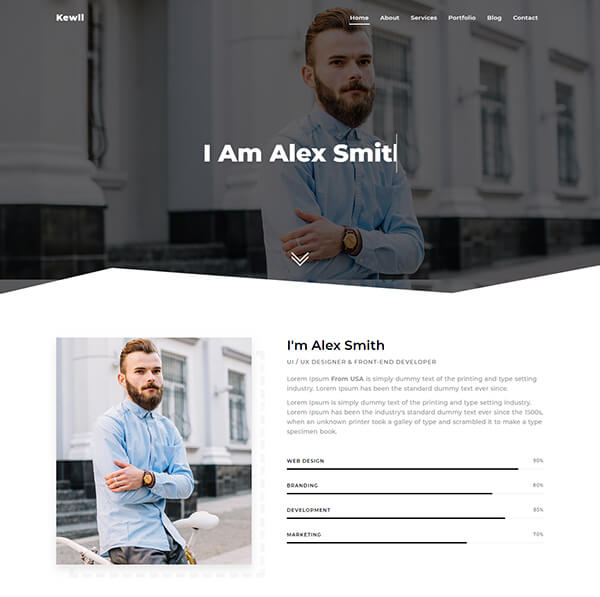 Kewll
Home About Services Portfolio Blog Contact
I Am Alex Smit
I'm Alex Smith
UI / UX DESIGNER & FRONT-END DEVELOPER
Lorem Ipsum From USA is simply dummy text of the printing and type setting
industry. Lorem Ipsum has been the standard dummy text ever since.
Lorem Ipsum is simply dummy text of the printing and type setting industry.
Lorem Ipsum has been the industry's standard dummy text ever since the 1500s,
when an unknown printer took a galley of type and scrambled it to make a type
specimen book.
WEB DESIGN 90%
BRANDING 80%
DEVELOPMENT 85%
MARKETING 70%